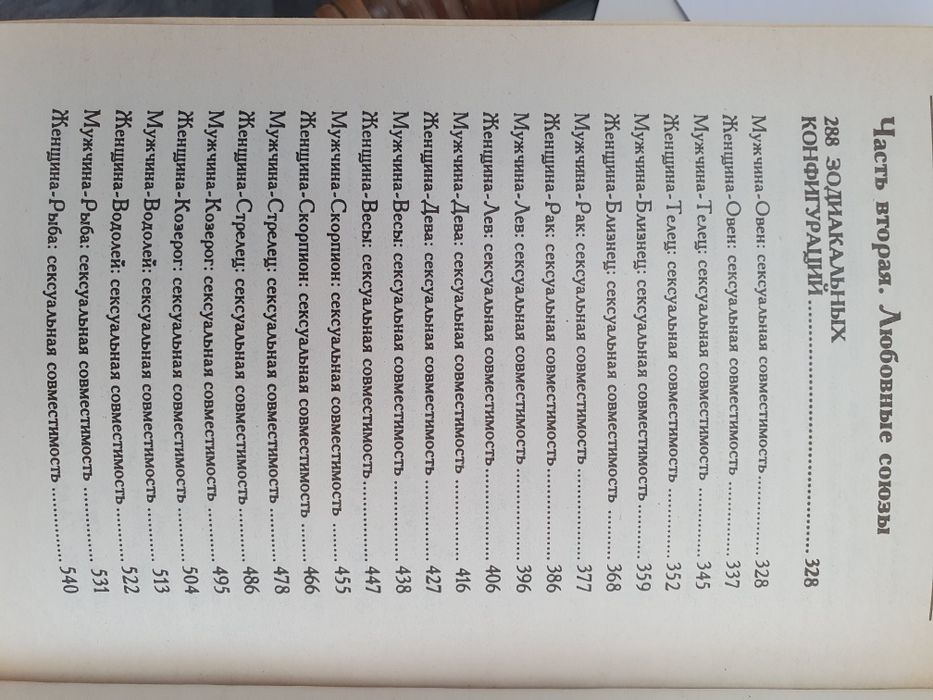 Часть вторая. Любовные союзы
288 ЗОДИАКАЛЬНЫХ
КОНФИГУРАЦИЙ ........ 328
Мужчина-Овен: сексуальная совместимость ........ 328
Женщина-Овен: сексуальная совместимость ........ 337
Мужчина-Телец: сексуальная совместимость ........ 345
Женщина-Телец: сексуальная совместимость ........ 352
Мужчина-Близнец: сексуальная совместимость ........ 359
Женщина-Близнец: сексуальная совместимость ........ 368
Мужчина-Рак: сексуальная совместимость ........ 377
Женщина-Рак: сексуальная совместимость ........ 386
Мужчина-Лев: сексуальная совместимость ........ 396
Женщина-Лев: сексуальная совместимость ........ 406
Мужчина-Дева: сексуальная совместимость ........ 416
Женщина-Дева: сексуальная совместимость ........ 427
Мужчина-Весы: сексуальная совместимость ........ 438
Женщина-Весы: сексуальная совместимость ........ 447
Мужчина-Скорпион: сексуальная совместимость ........ 455
Женщина-Скорпион: сексуальная совместимость ........ 466
Мужчина-Стрелец: сексуальная совместимость ........ 478
Женщина-Стрелец: сексуальная совместимость ........ 486
Мужчина-Козерог: сексуальная совместимость ........ 495
Женщина-Козерог: сексуальная совместимость ........ 504
Мужчина-Водолей: сексуальная совместимость ........ 513
Женщина-Водолей: сексуальная совместимость ........ 522
Мужчина-Рыба: сексуальная совместимость ........ 531
Женщина-Рыба: сексуальная совместимость ........ 540